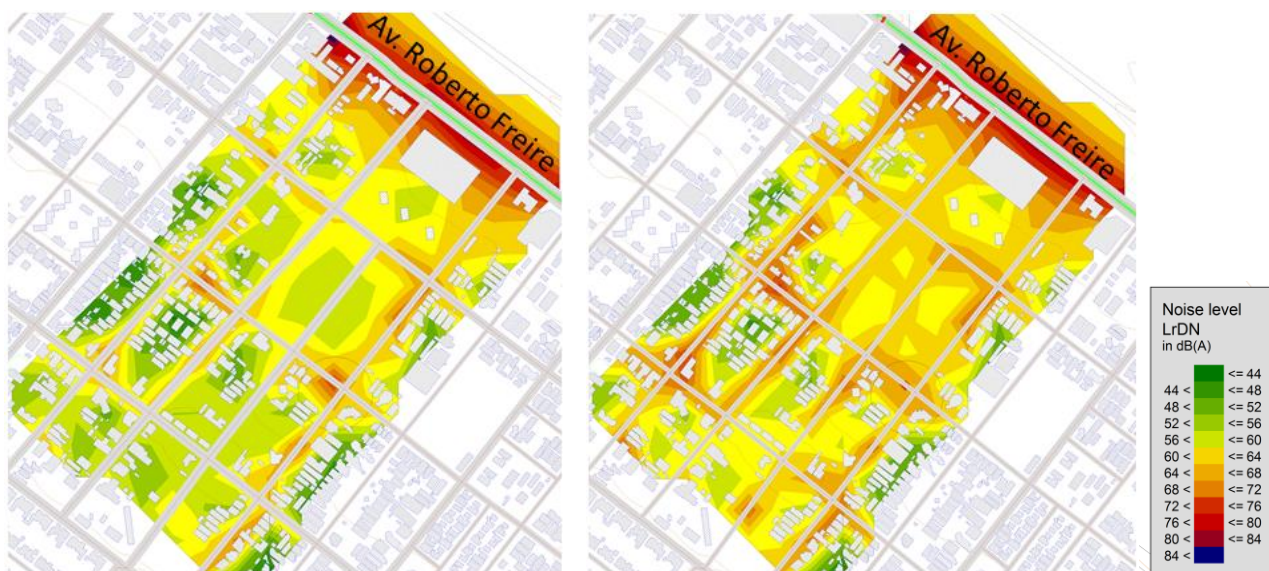 Av. Roberto Freire
Av. Roberto Freire
Noise level
LrDN
in dB(A)
<= 44
44 < <= 48
48 < <= 52
52 < <= 56
56 < <= 60
60 < <= 64
64 < <= 68
68 < <= 72
72 < <= 76
76 < <= 80
80 < <= 84
84 <